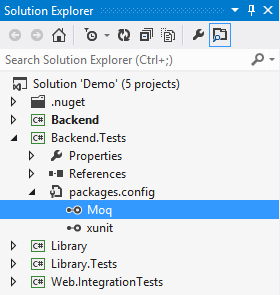 Solution Explorer
Search Solution Explorer (Ctrl+;)
Solution 'Demo' (5 projects)
.nuget
C# Backend
C# Backend.Tests
Properties
References
packages.config
Moq
xunit
C# Library
C# Library.Tests
C# Web.IntegrationTests